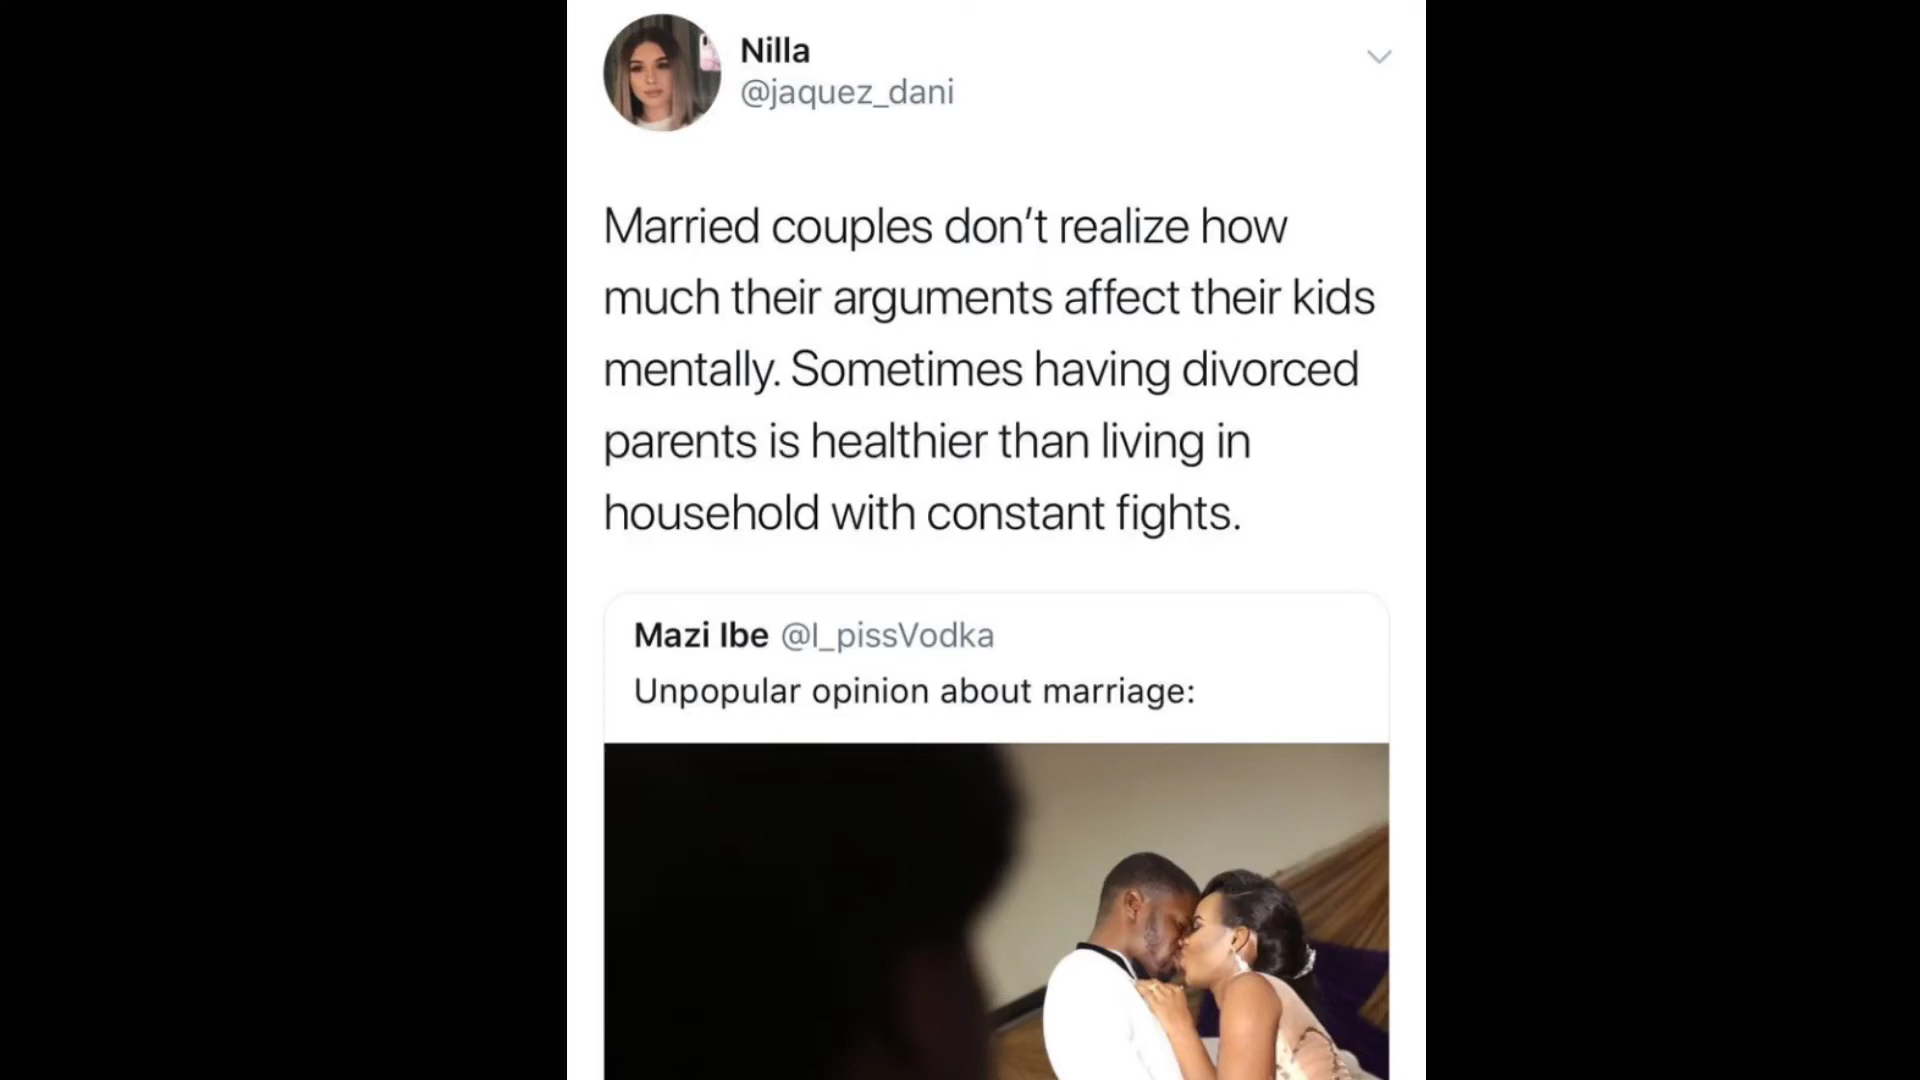 Nilla
@jaquez_dani
Married couples don’t realize how
much their arguments affect their kids
mentally. Sometimes having divorced
parents is healthier than living in
household with constant fights.
Mazi Ibe @I_pissVodka
Unpopular opinion about marriage: